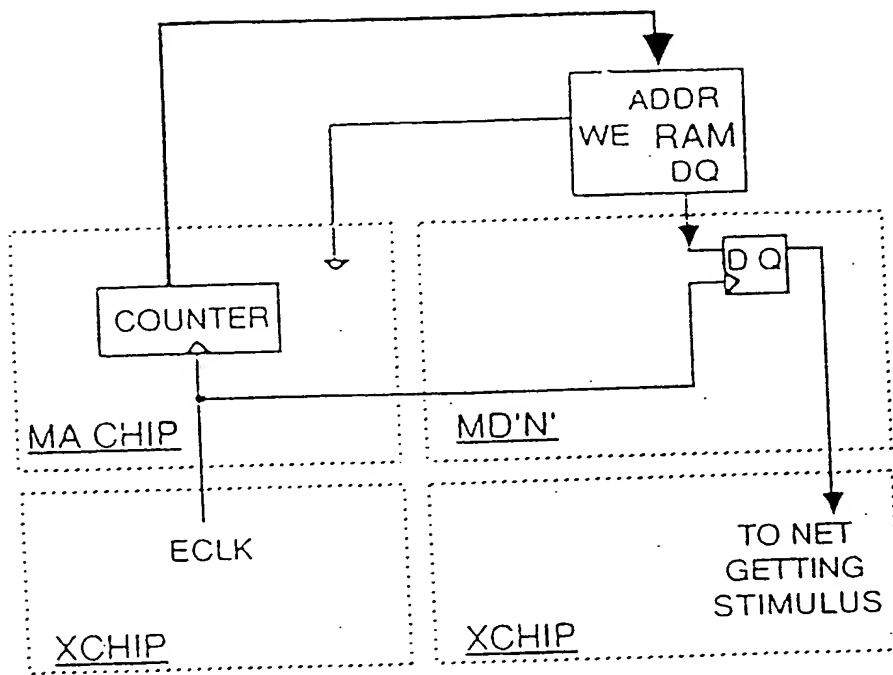 ADDR
WE RAM
DQ
D Q
COUNTER
MA CHIP
MD'N'
ECLK
TO NET
GETTING
STIMULUS
XCHIP
XCHIP